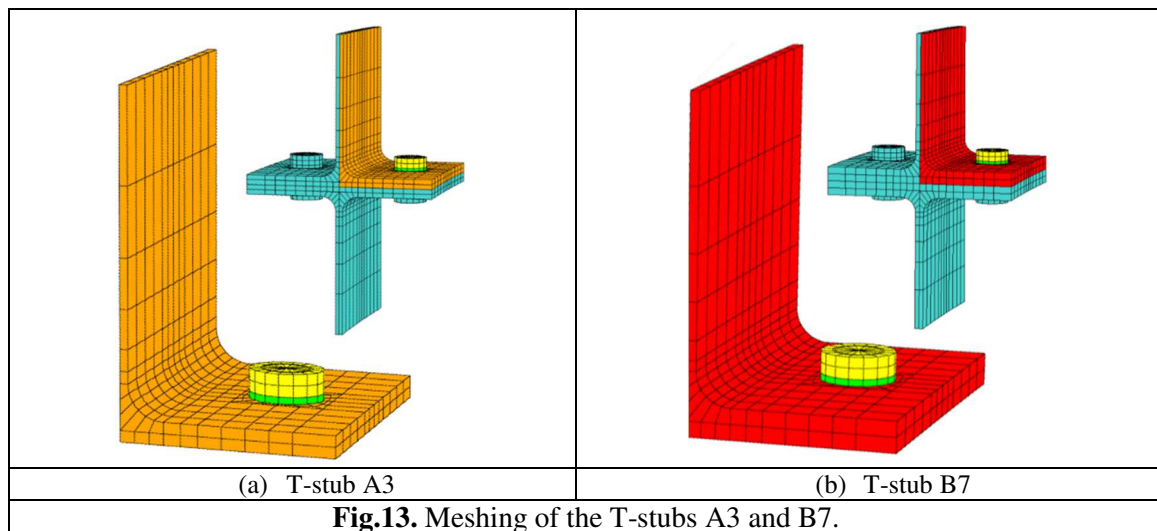 (a) T-stub A3
(b) T-stub B7
Fig.13. Meshing of the T-stubs A3 and B7.